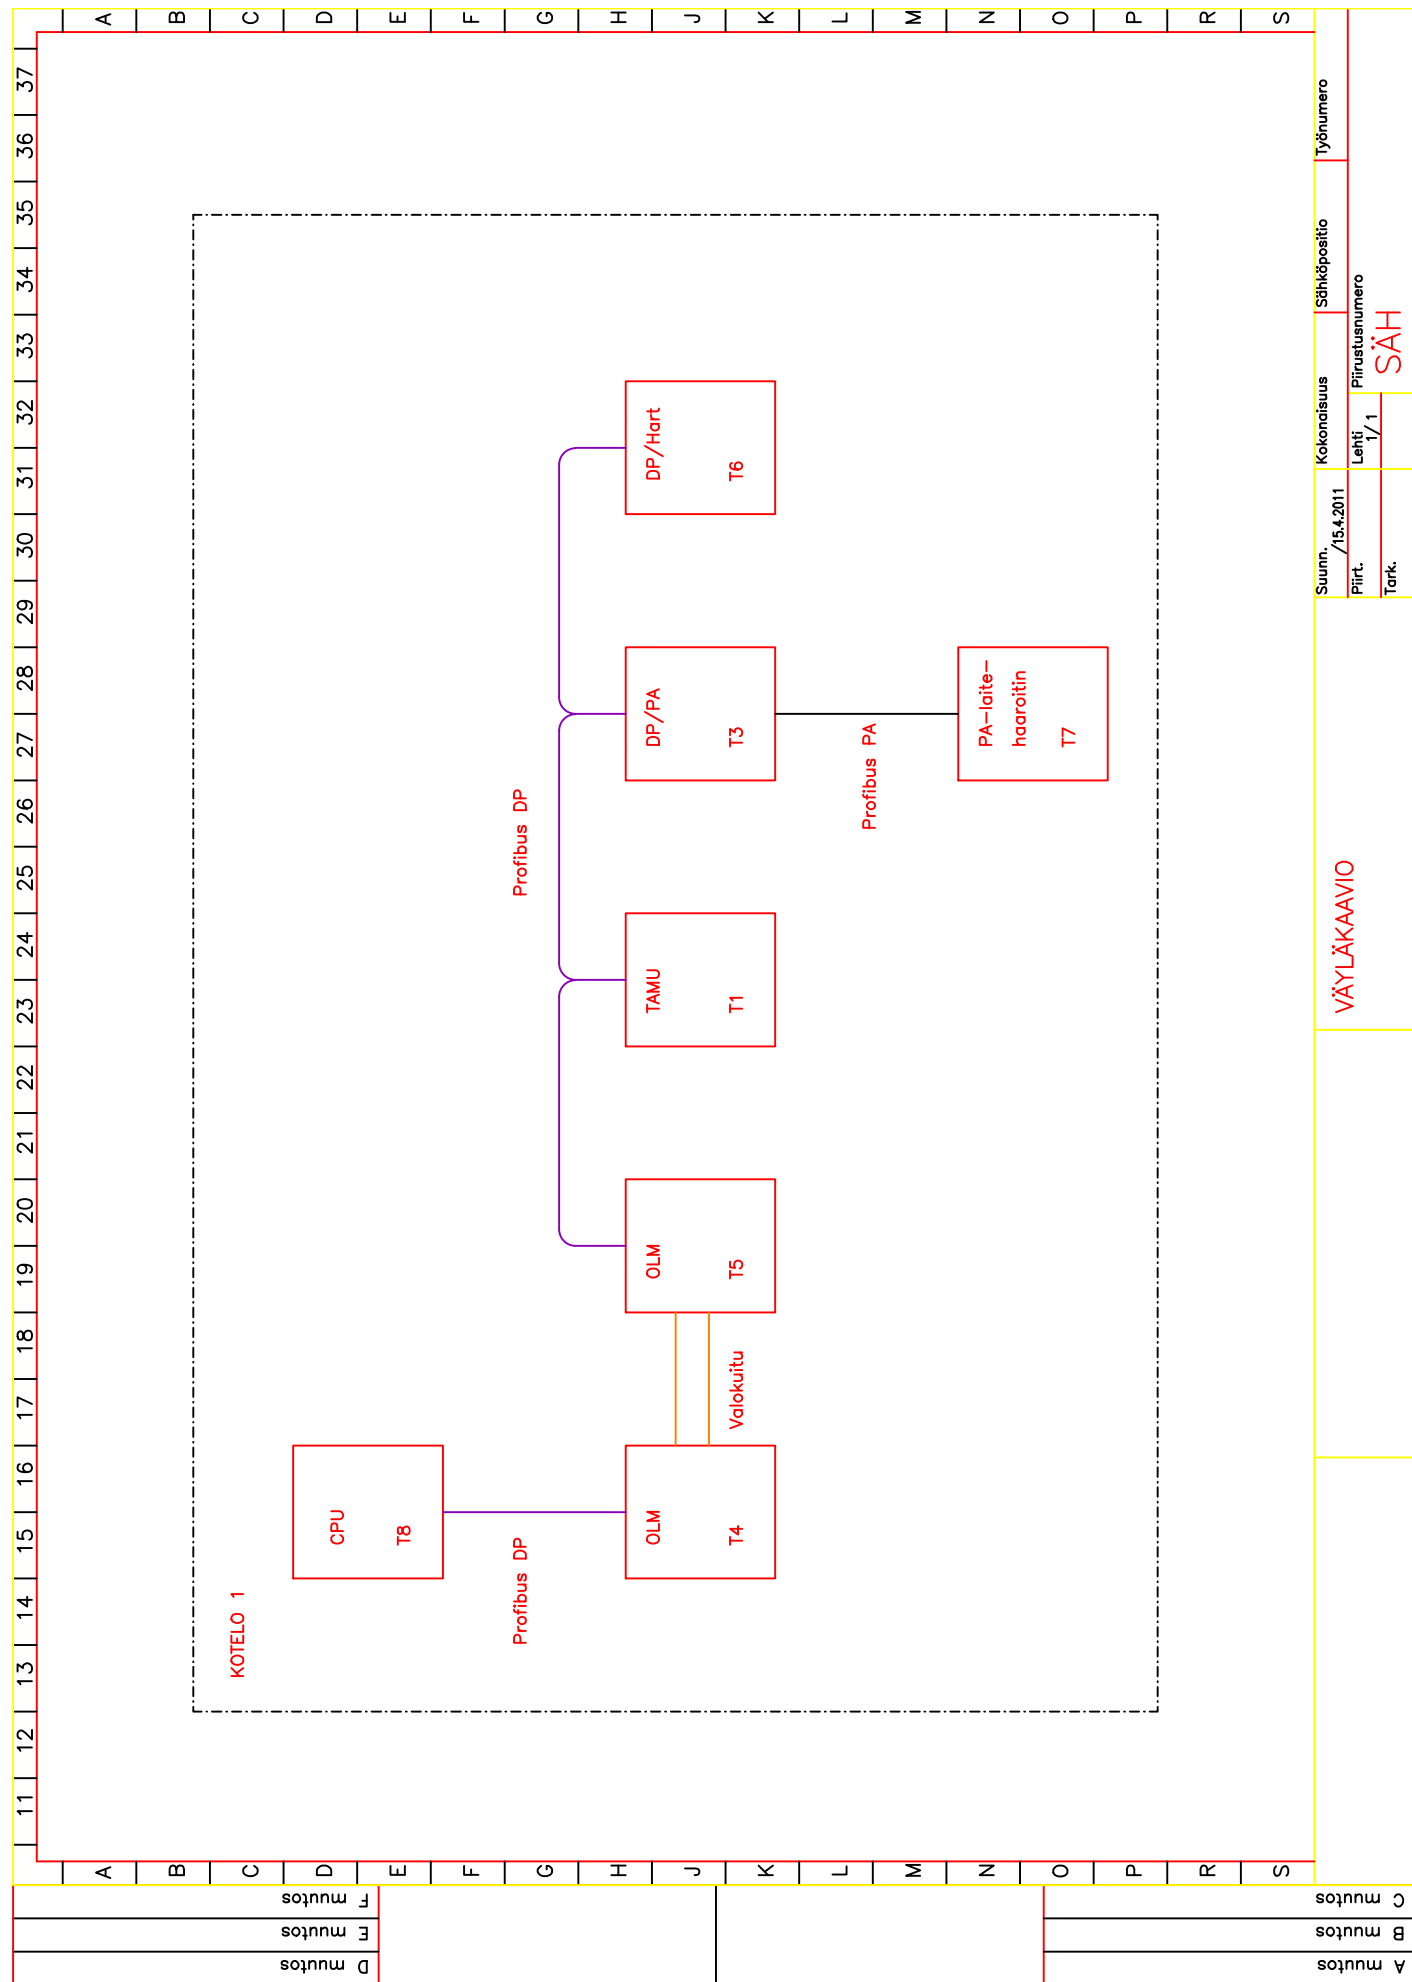 11 12 13 14 15 16 17 18 19 20 21 22 23 24 25 26 27 28 29 30 31 32 33 34 35 36 37
A
B
C
D
E
F
G
H
J
K
L
M
N
O
P
R
S
A
B
C
D
E
F
G
H
J
K
L
M
N
O
P
R
S
KOTELO 1
CPU
T8
Profibus DP
Profibus DP
OLM
T4
Valokuitu
OLM
T5
TAMU
T1
DP/PA
T3
DP/Hart
T6
Profibus PA
PA-laite-
haaroitin
T7
VÄYLÄKAAVIO
Suunn.
/15.4.2011
Piirt.
Tark.
Kokonaisuus
Sähköpositio
Työnumero
Lehti
1/1
Piirustusnumero
SÄH
F muutos
E muutos
D muutos
C muutos
B muutos
A muutos